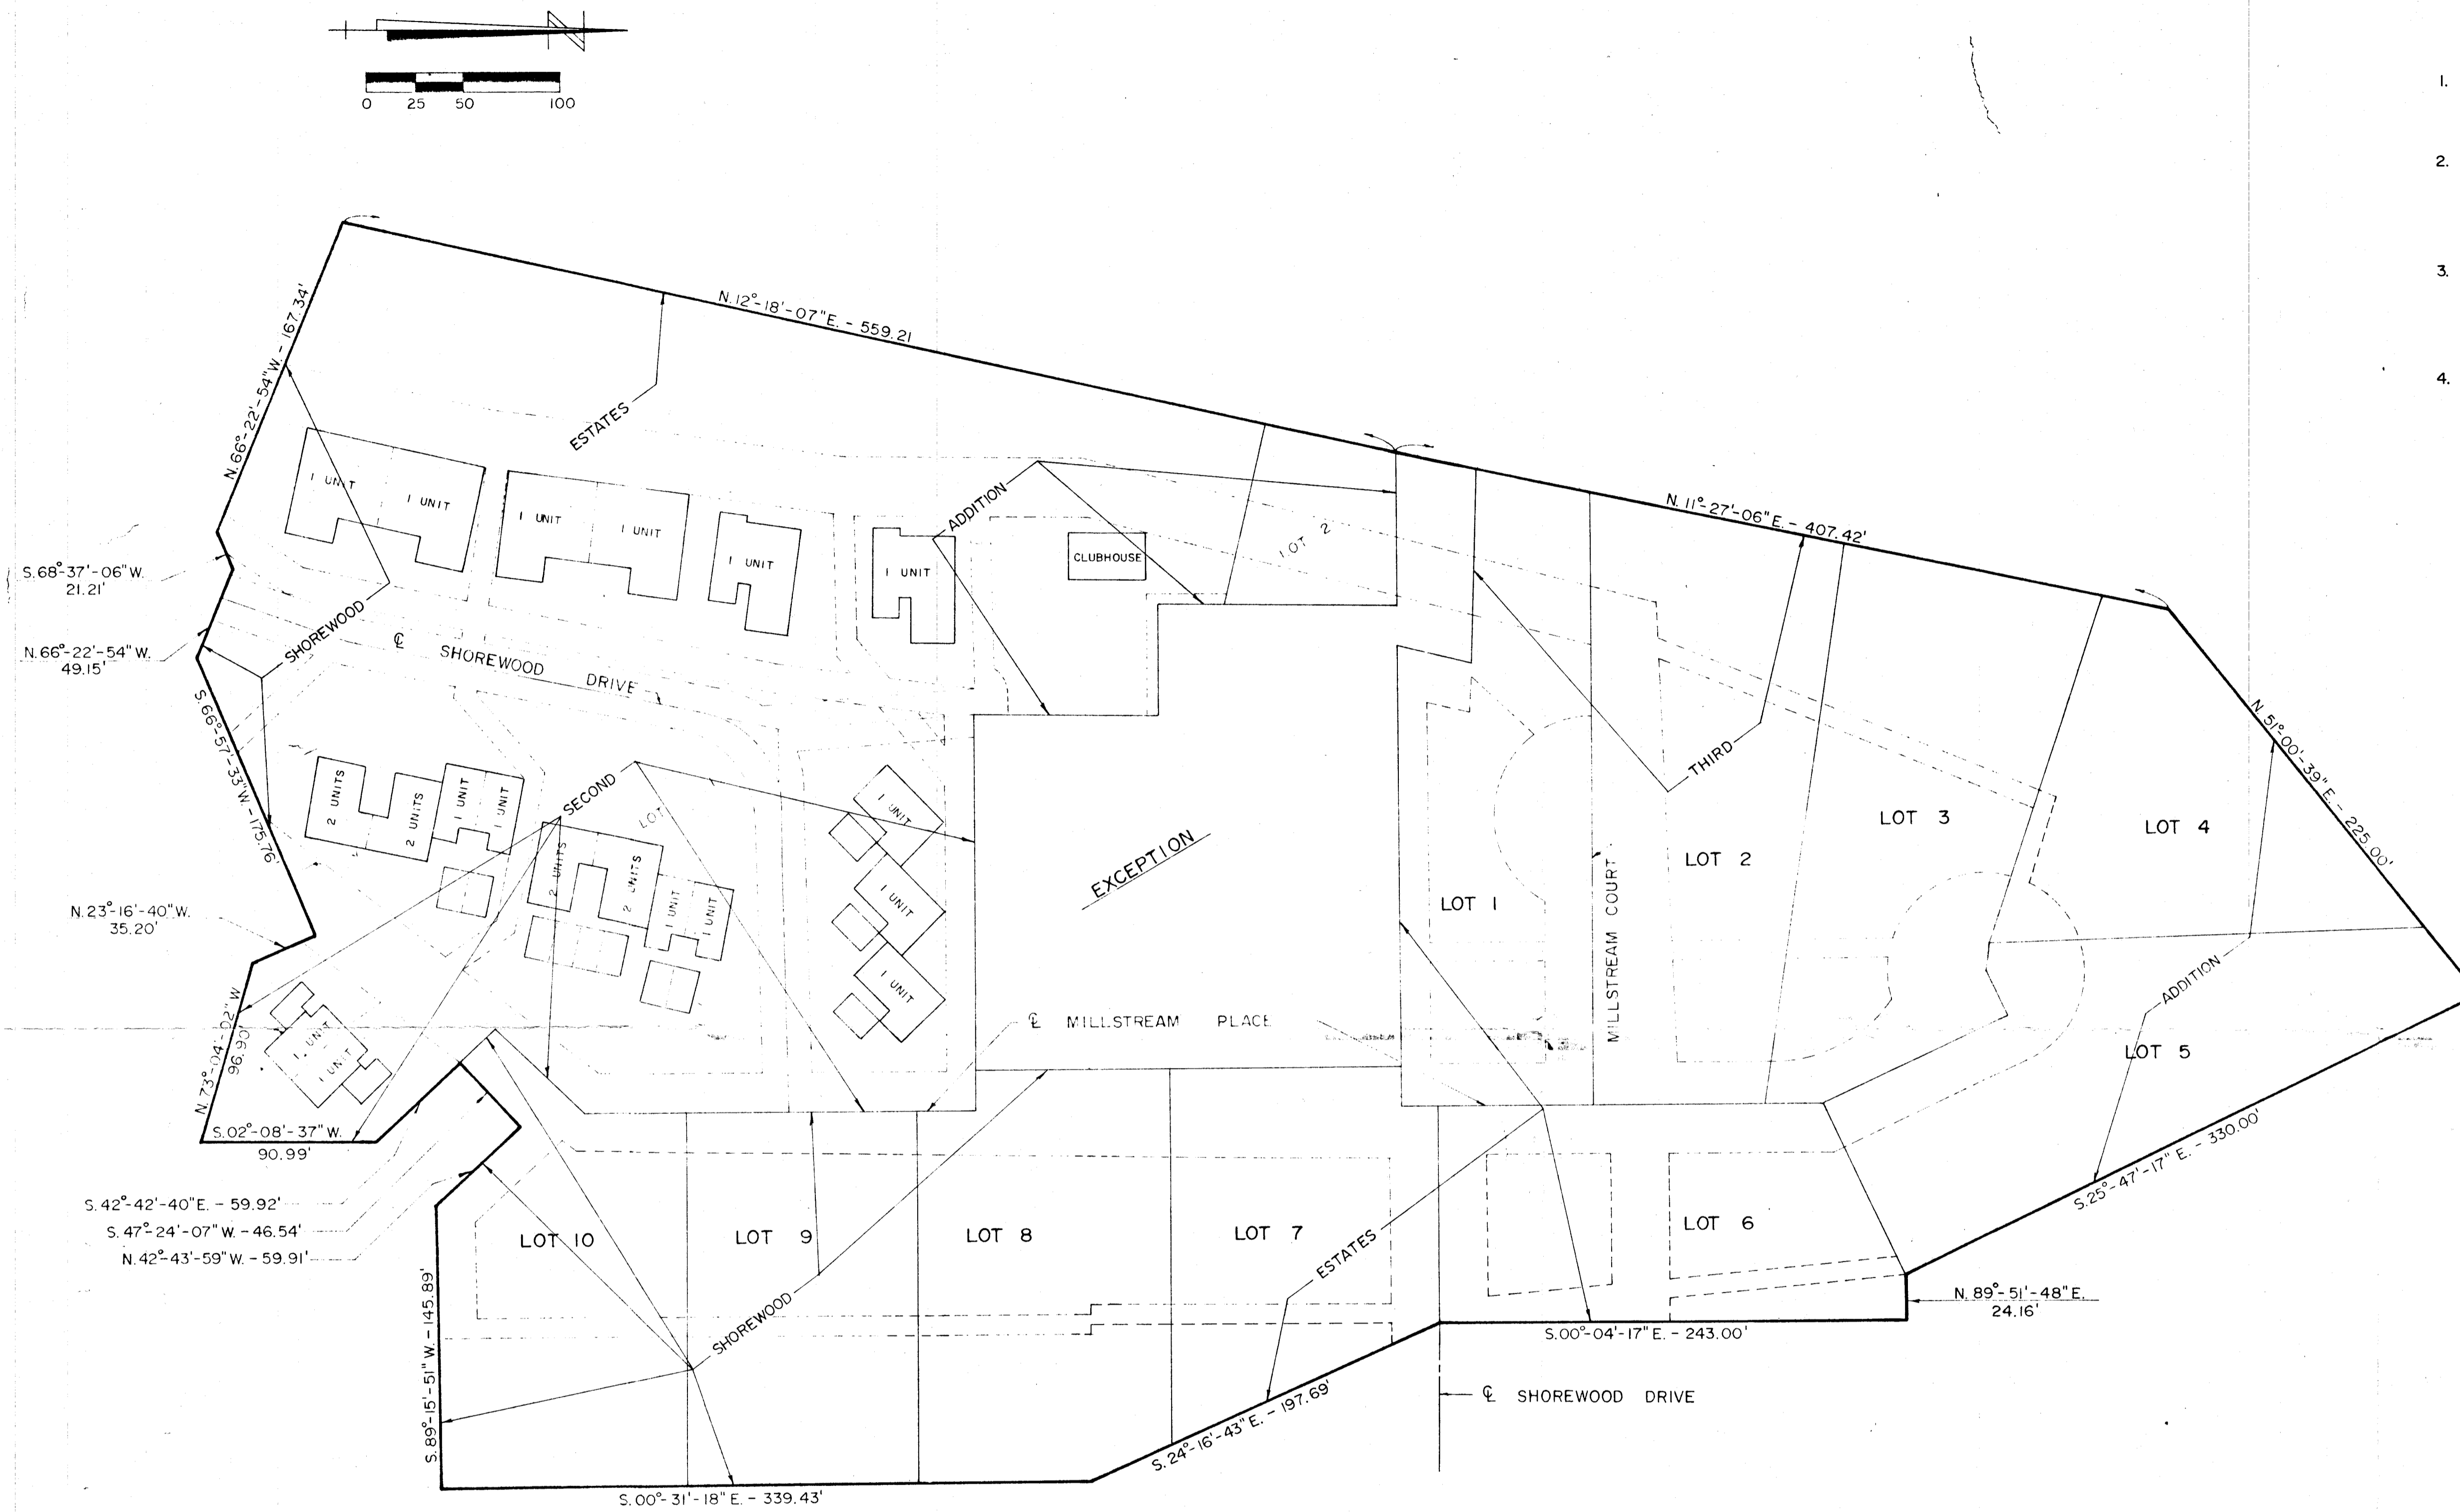 0 25 50 100
1.
2.
3.
4.
N. 12°-18'-07" E. - 559.21
N. 66°-22'-54" W. - 167.34'
ESTATES
1 UNIT
1 UNIT
1 UNIT
1 UNIT
1 UNIT
1 UNIT
ADDITION
CLUBHOUSE
LOT 2
N. 11°-27'-06" E. - 407.42'
S. 68°-37'-06" W.
21.21'
N. 66°-22'-54" W.
49.15'
SHOREWOOD
℄ SHOREWOOD DRIVE
S. 66°-57'-33" W. - 175.76'
N. 51°-00'-39" E. - 225.00'
THIRD
2 UNITS
2 UNITS
1 UNIT
1 UNIT
SECOND
LOT
2 UNITS
2 UNITS
1 UNIT
1 UNIT
1 UNIT
1 UNIT
1 UNIT
EXCEPTION
LOT 1
MILLSTREAM COURT
LOT 2
LOT 3
LOT 4
N. 23°-16'-40" W.
35.20'
N. 73°-04'-02" W
96.90'
1 UNIT
1 UNIT
℄ MILLSTREAM PLACE
ADDITION
LOT 5
S. 02°-08'-37" W.
90.99'
S. 42°-42'-40" E. - 59.92'
S. 47°-24'-07" W. - 46.54'
N. 42°-43'-59" W. - 59.91'
LOT 10
LOT 9
LOT 8
LOT 7
ESTATES
LOT 6
S. 25°-47'-17" E. - 330.00'
SHOREWOOD
N. 89°-51'-48" E.
24.16'
S. 00°-04'-17" E. - 243.00'
S. 89°-15'-51" W. - 145.89'
S. 24°-16'-43" E. - 197.69'
℄ SHOREWOOD DRIVE
S. 00°-31'-18" E. - 339.43'